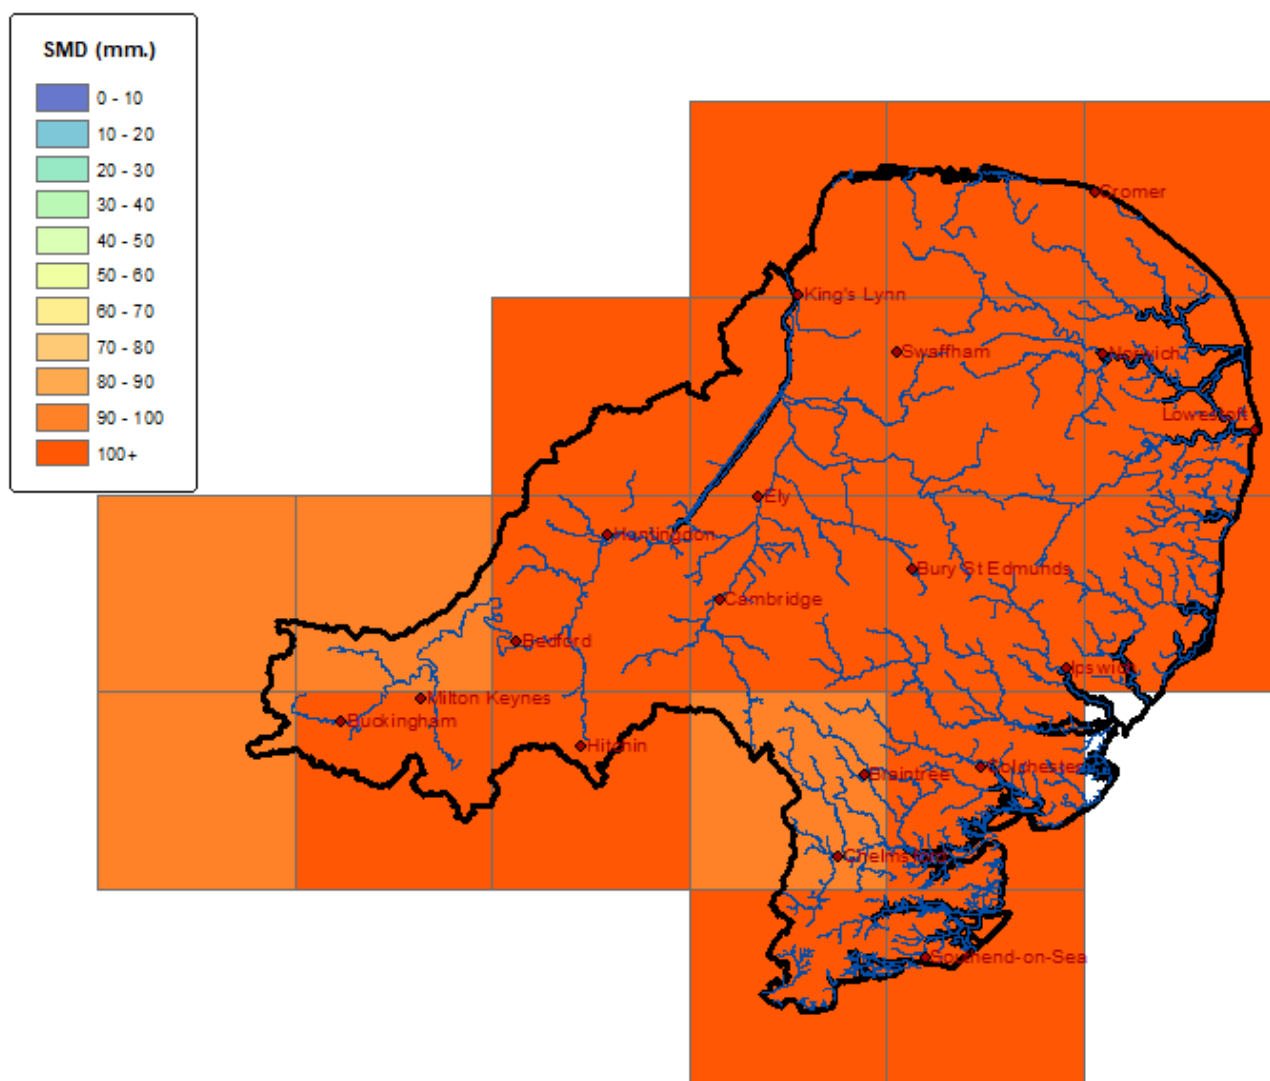 SMD (mm.)
0 - 10
10 - 20
20 - 30
30 - 40
40 - 50
50 - 60
60 - 70
70 - 80
80 - 90
90 - 100
100+
Cromer
King's Lynn
Swaffham
Norwich
Lowestoft
Ely
Huntingdon
Bury St Edmunds
Cambridge
Bedford
Ipswich
Milton Keynes
Buckingham
Hitchin
Braintree
Colchester
Chelmsford
Southend-on-Sea